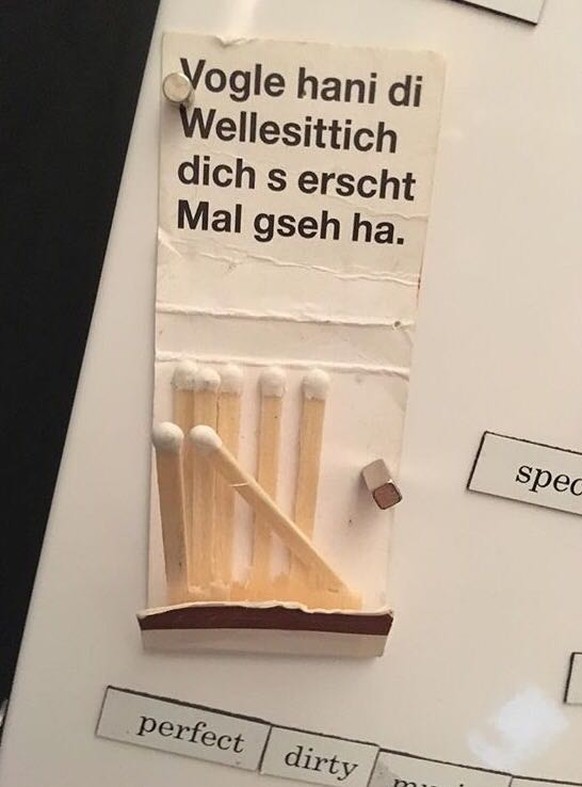 Vogle hani di
Wellesittich
dich s erscht
Mal gseh ha.
perfect
dirty